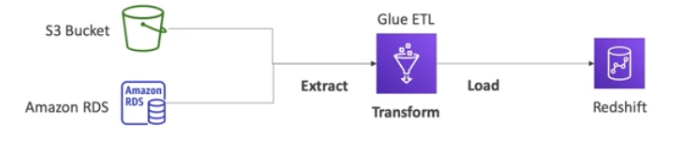 Glue ETL
S3 Bucket
Extract
Load
Amazon
RDS
Amazon RDS
Transform
Redshift